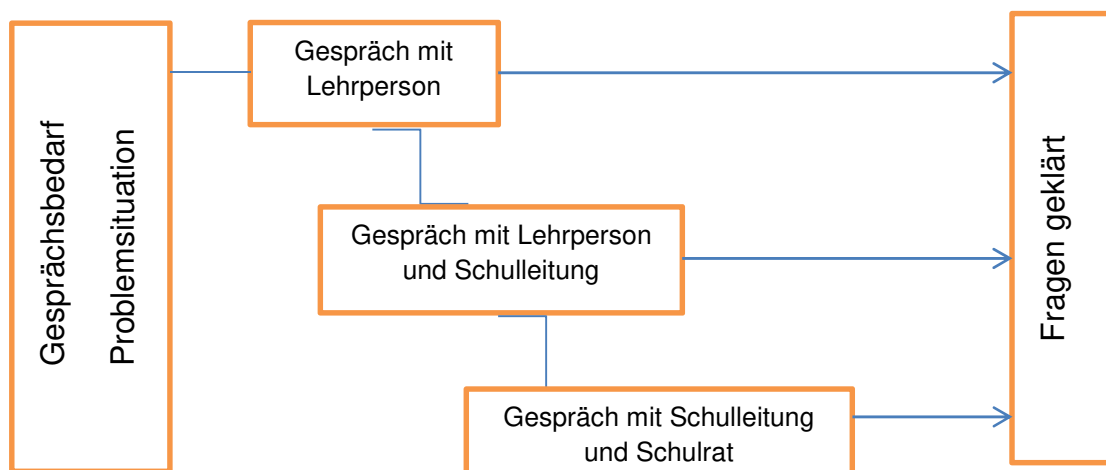 Gesprächsbedarf
Problemsituation
Gespräch mit
Lehrperson
Gespräch mit Lehrperson
und Schulleitung
Gespräch mit Schulleitung
und Schulrat
Fragen geklärt